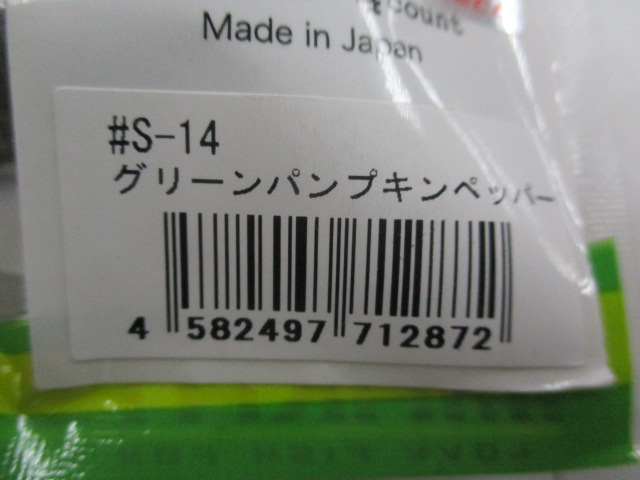 count
Made in Japan
#S-14
グリーンパンプキンペッパー
4 582497 712872